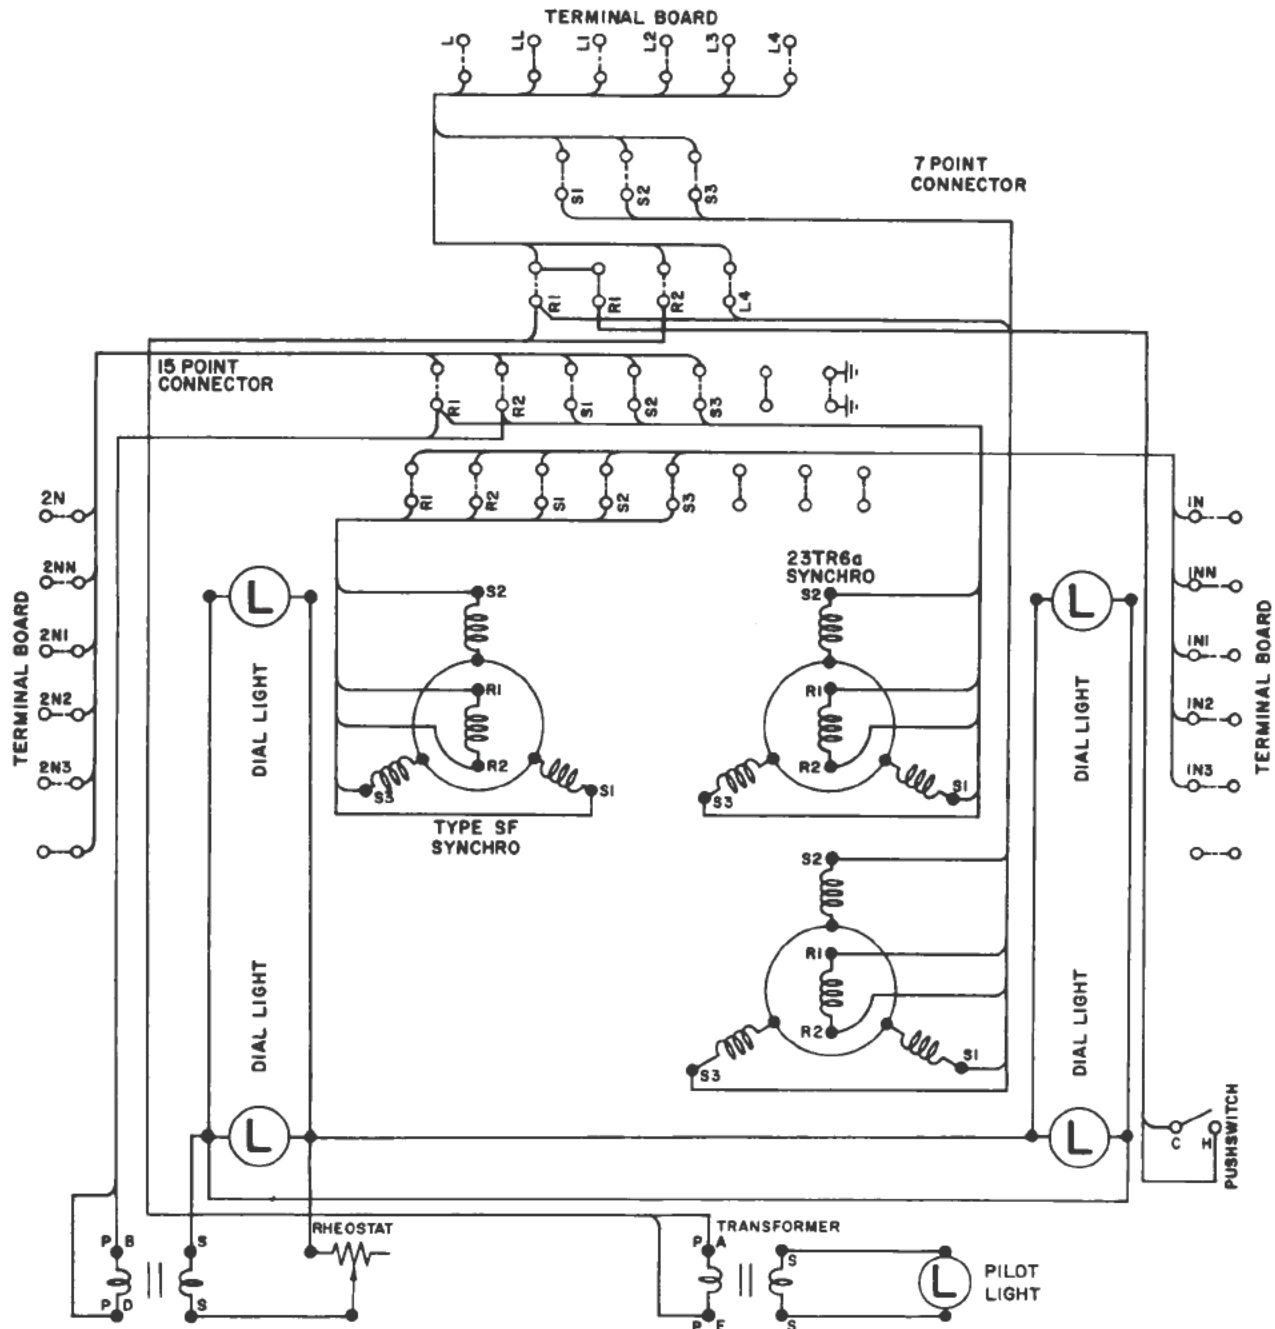 TERMINAL BOARD
L LL L1 L2 L3 L4
7 POINT
CONNECTOR
S1 S2 S3
R1 R1 R2 L4
15 POINT
CONNECTOR
R1 R2 S1 S2 S3
R1 R2 S1 S2 S3
2N
2NN
2N1
2N2
2N3
TERMINAL BOARD
1N
1NN
1N1
1N2
1N3
TERMINAL BOARD
L
DIAL LIGHT
S2
R1
R2
S3
S1
TYPE SF
SYNCHRO
23TR6a
SYNCHRO
S2
R1
R2
S3
S1
L
DIAL LIGHT
S2
R1
R2
S3
S1
DIAL LIGHT
L
DIAL LIGHT
L
C H
PUSHSWITCH
P B
P D
S
S
RHEOSTAT
TRANSFORMER
P A
P E
S
S
L
PILOT
LIGHT